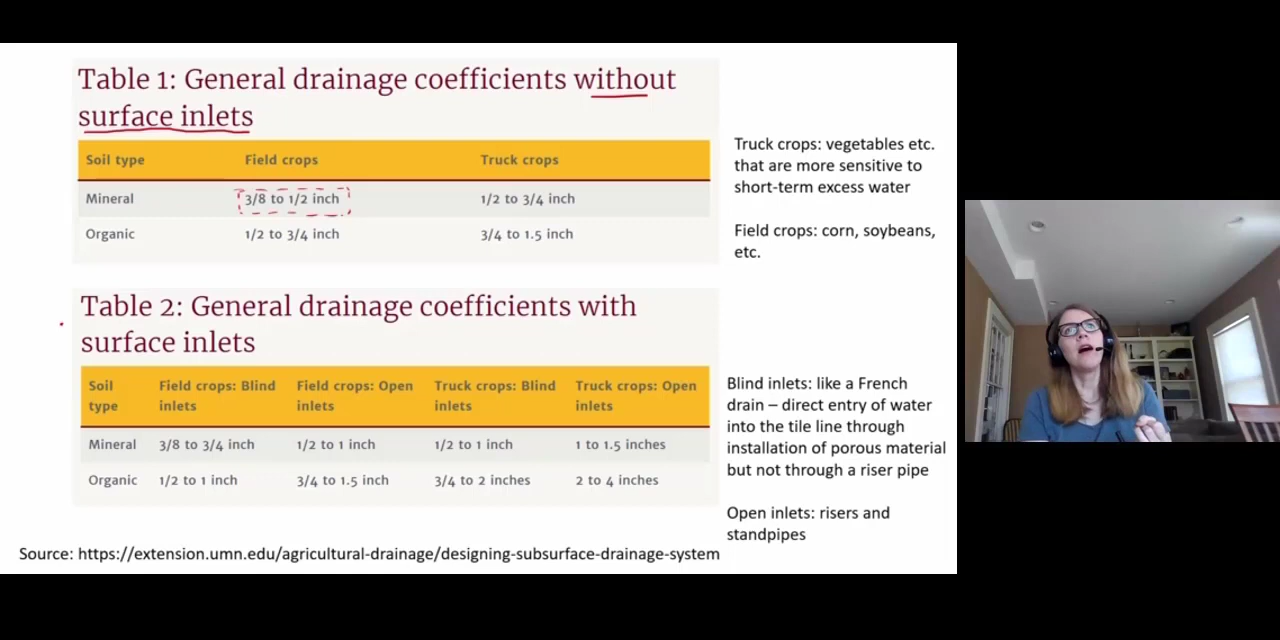 Table 1: General drainage coefficients without
surface inlets
Soil type Field crops Truck crops
Mineral 3/8 to 1/2 inch 1/2 to 3/4 inch
Organic 1/2 to 3/4 inch 3/4 to 1.5 inch
Truck crops: vegetables etc.
that are more sensitive to
short-term excess water
Field crops: corn, soybeans,
etc.
Table 2: General drainage coefficients with
surface inlets
Soil type Field crops: Blind inlets Field crops: Open inlets Truck crops: Blind inlets Truck crops: Open inlets
Mineral 3/8 to 3/4 inch 1/2 to 1 inch 1/2 to 1 inch 1 to 1.5 inches
Organic 1/2 to 1 inch 3/4 to 1.5 inch 3/4 to 2 inches 2 to 4 inches
Blind inlets: like a French
drain – direct entry of water
into the tile line through
installation of porous material
but not through a riser pipe
Open inlets: risers and
standpipes
Source: https://extension.umn.edu/agricultural-drainage/designing-subsurface-drainage-system